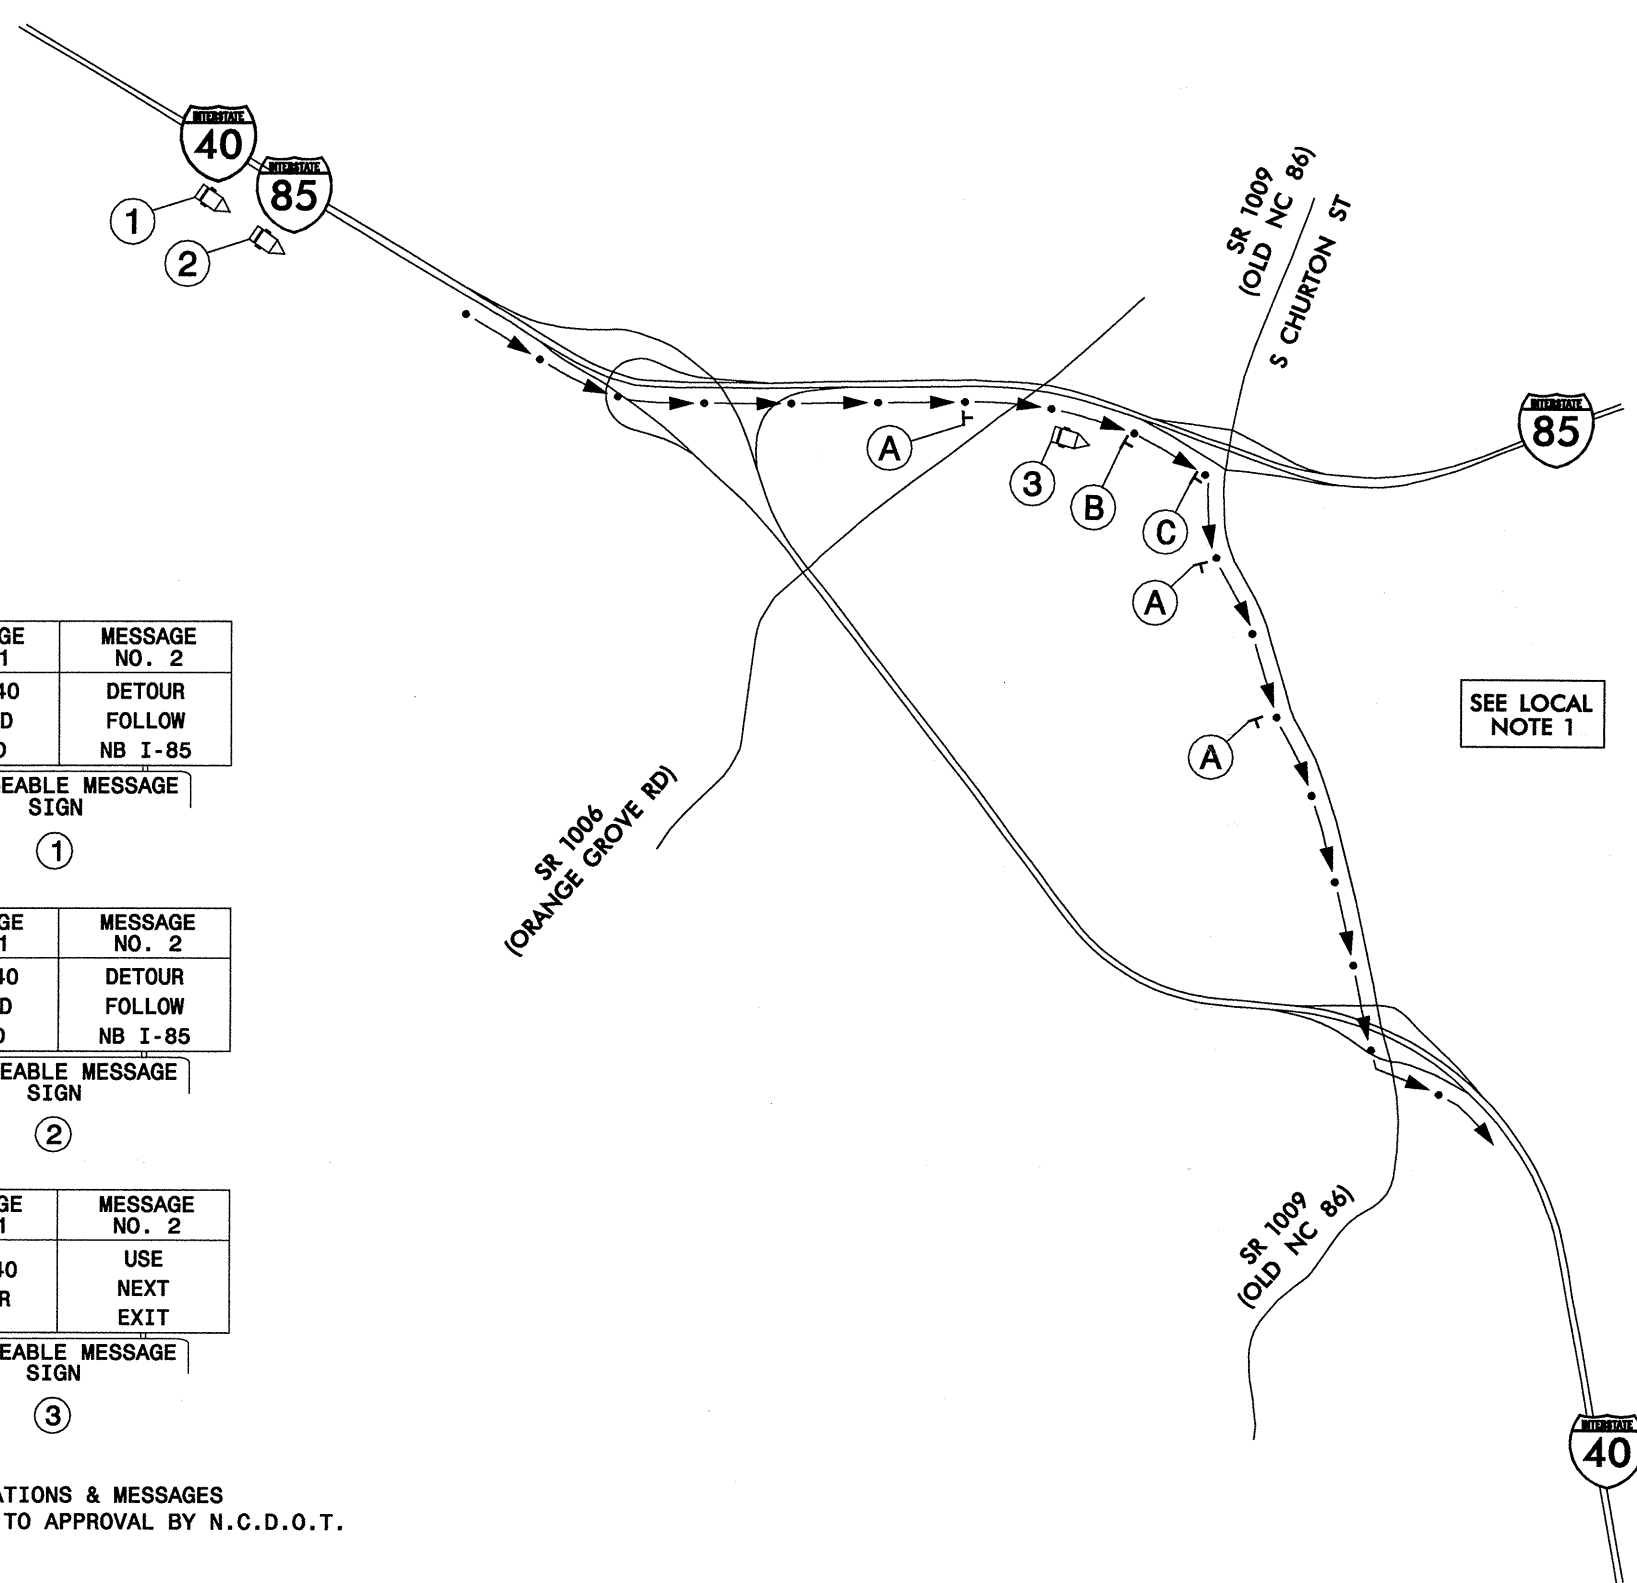 INTERSTATE
40
INTERSTATE
85
1
2
SR 1009
(OLD NC 86)
S CHURTON ST
INTERSTATE
85
A
3
B
C
A
A
SEE LOCAL
NOTE 1
SR 1006
(ORANGE GROVE RD)
SR 1009
(OLD NC 86)
INTERSTATE
40
GE MESSAGE
1 NO. 2
40 DETOUR
D FOLLOW
D NB I-85
EABLE MESSAGE
SIGN
1
GE MESSAGE
1 NO. 2
40 DETOUR
D FOLLOW
D NB I-85
EABLE MESSAGE
SIGN
2
GE MESSAGE
1 NO. 2
USE
40 NEXT
R EXIT
EABLE MESSAGE
SIGN
3
ATIONS & MESSAGES
TO APPROVAL BY N.C.D.O.T.